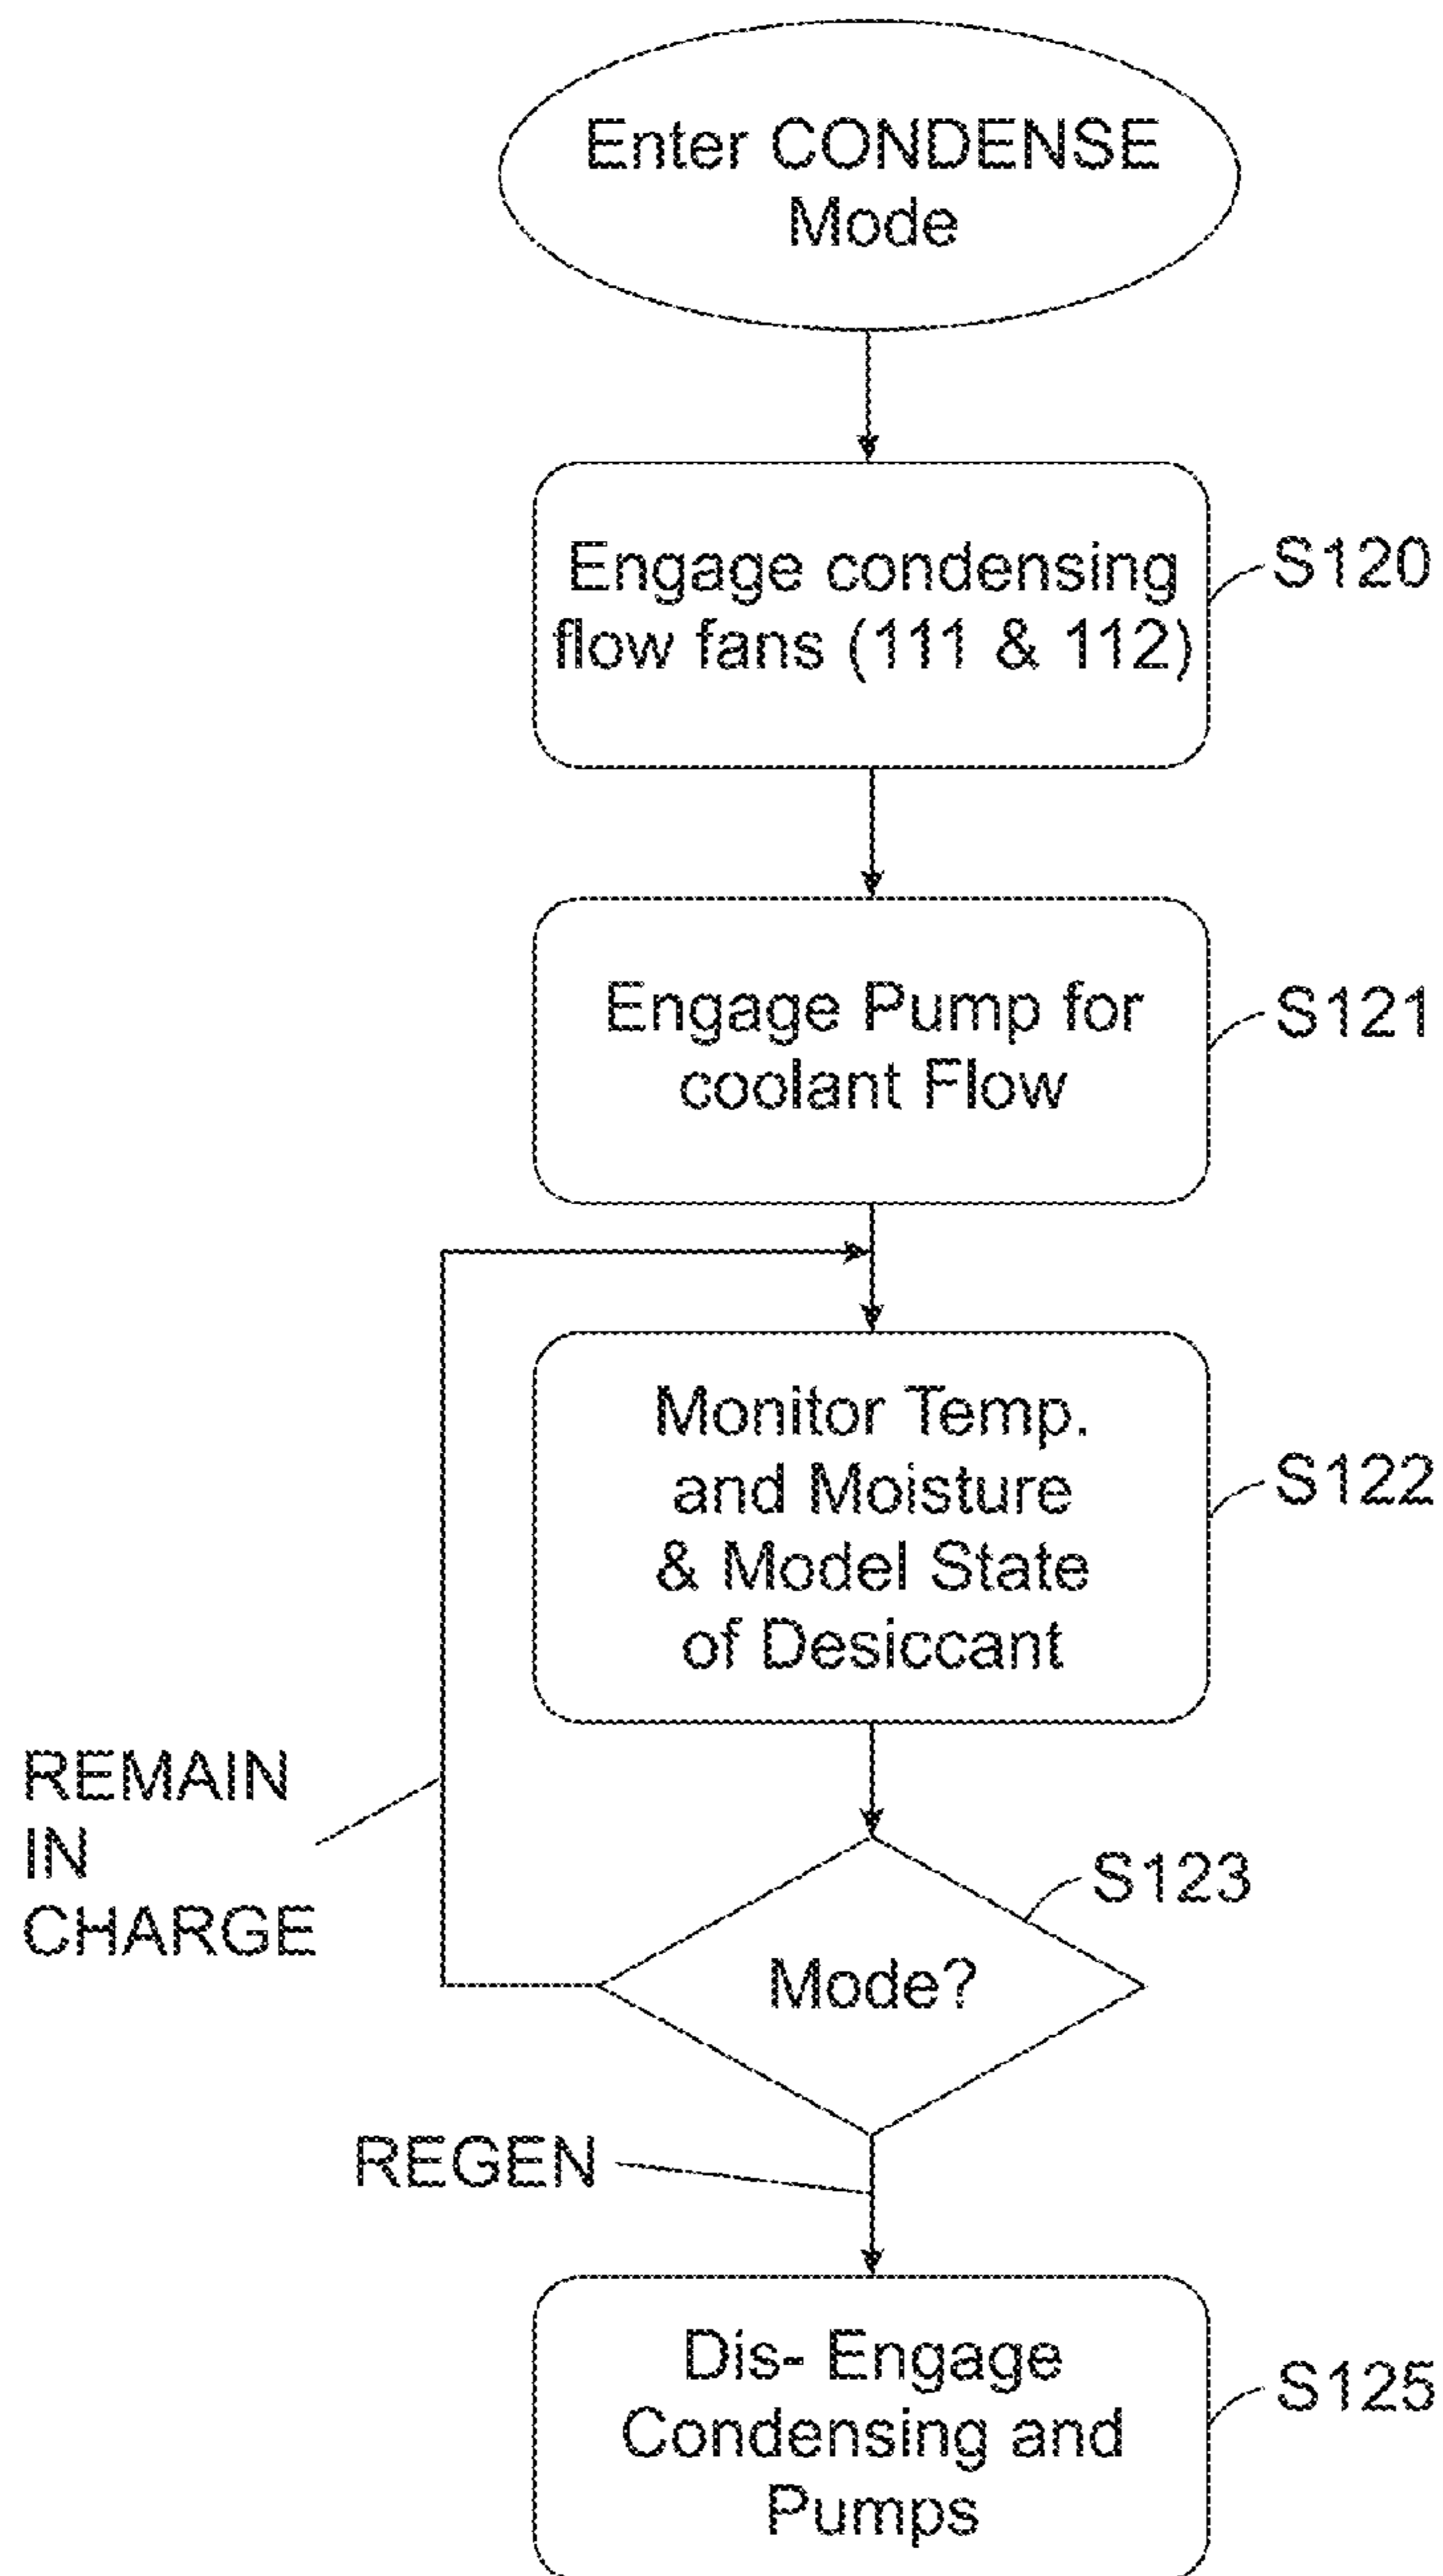 Enter CONDENSE
Mode
Engage condensing
flow fans (111 & 112)
S120
Engage Pump for
coolant Flow
S121
Monitor Temp.
and Moisture
& Model State
of Desiccant
S122
REMAIN
IN
CHARGE
S123
Mode?
REGEN
Dis- Engage
Condensing and
Pumps
S125